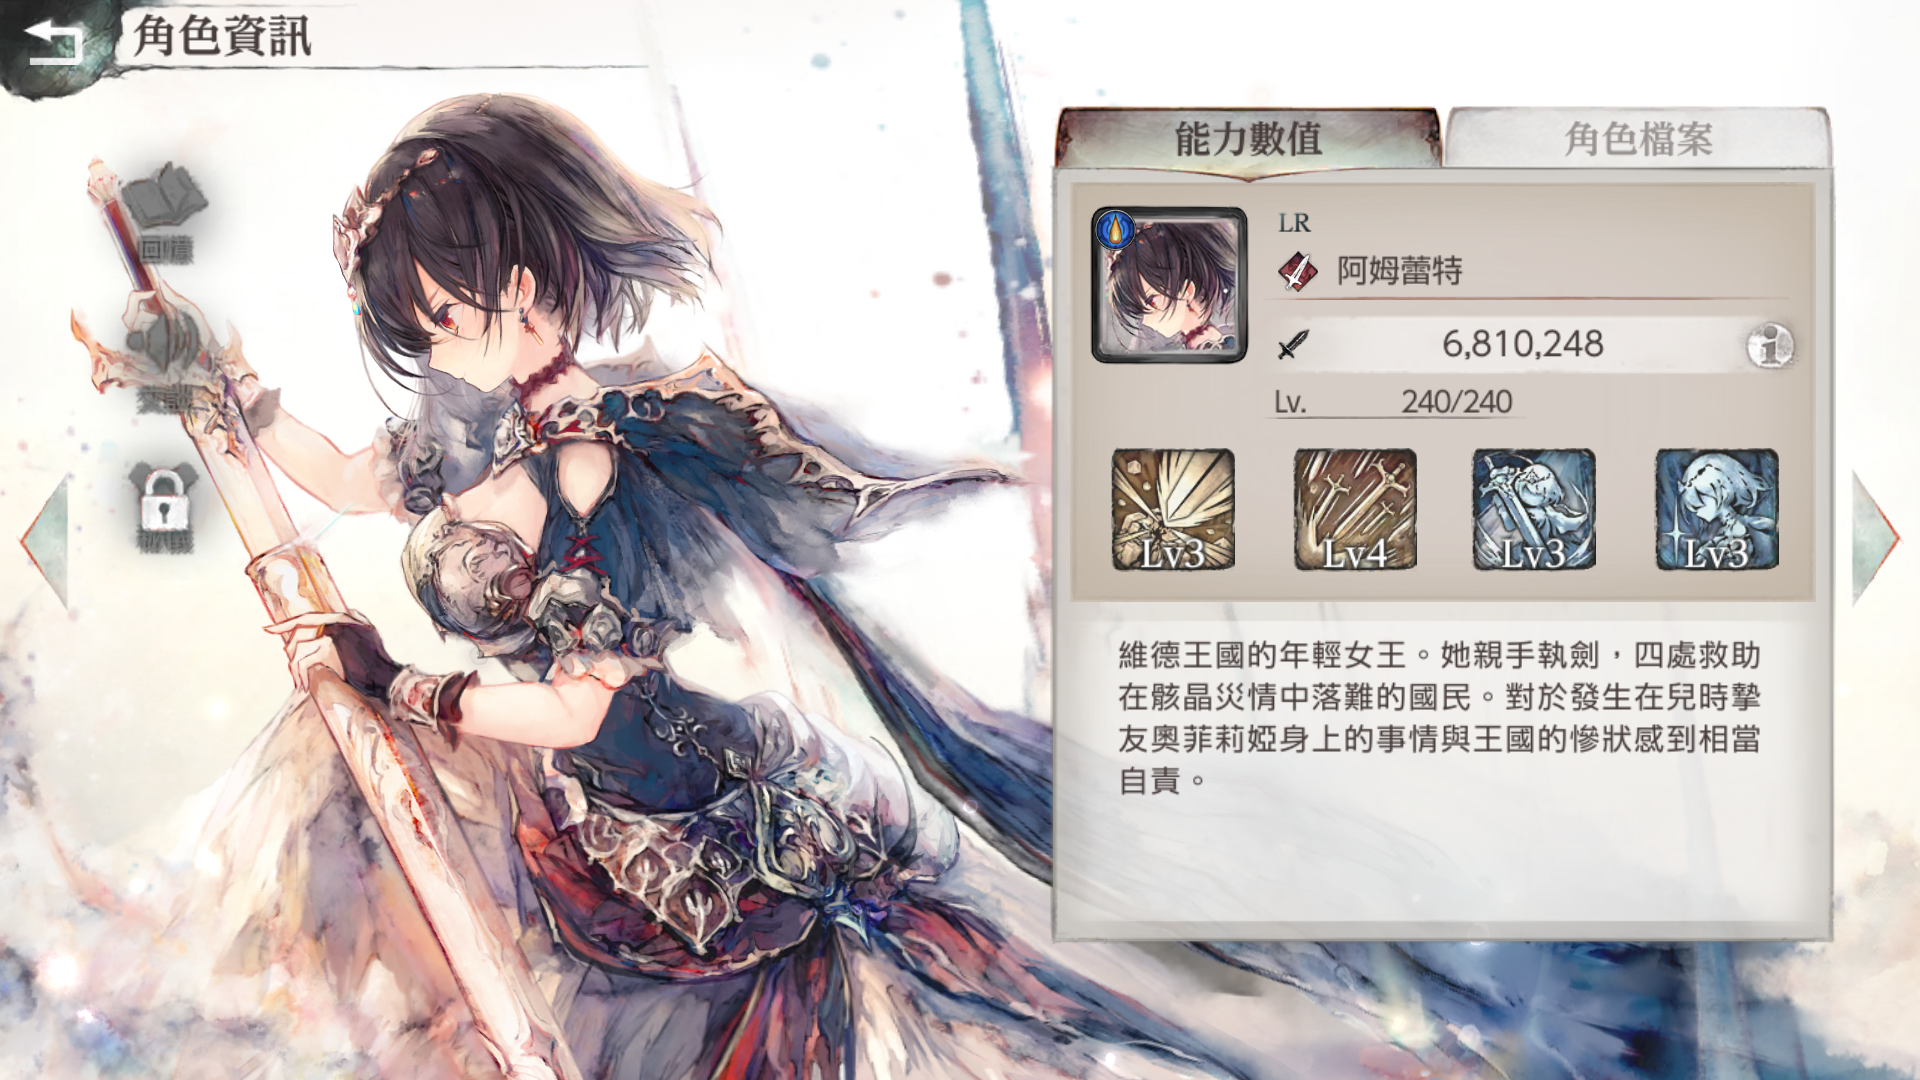 角色資訊
回憶
能力數值
角色檔案
LR
阿姆蕾特
6,810,248
Lv.
240/240
Lv3
Lv4
Lv3
Lv3
維德王國的年輕女王。她親手執劍，四處救助
在骸晶災情中落難的國民。對於發生在兒時摯
友奧菲莉婭身上的事情與王國的慘狀感到相當
自責。